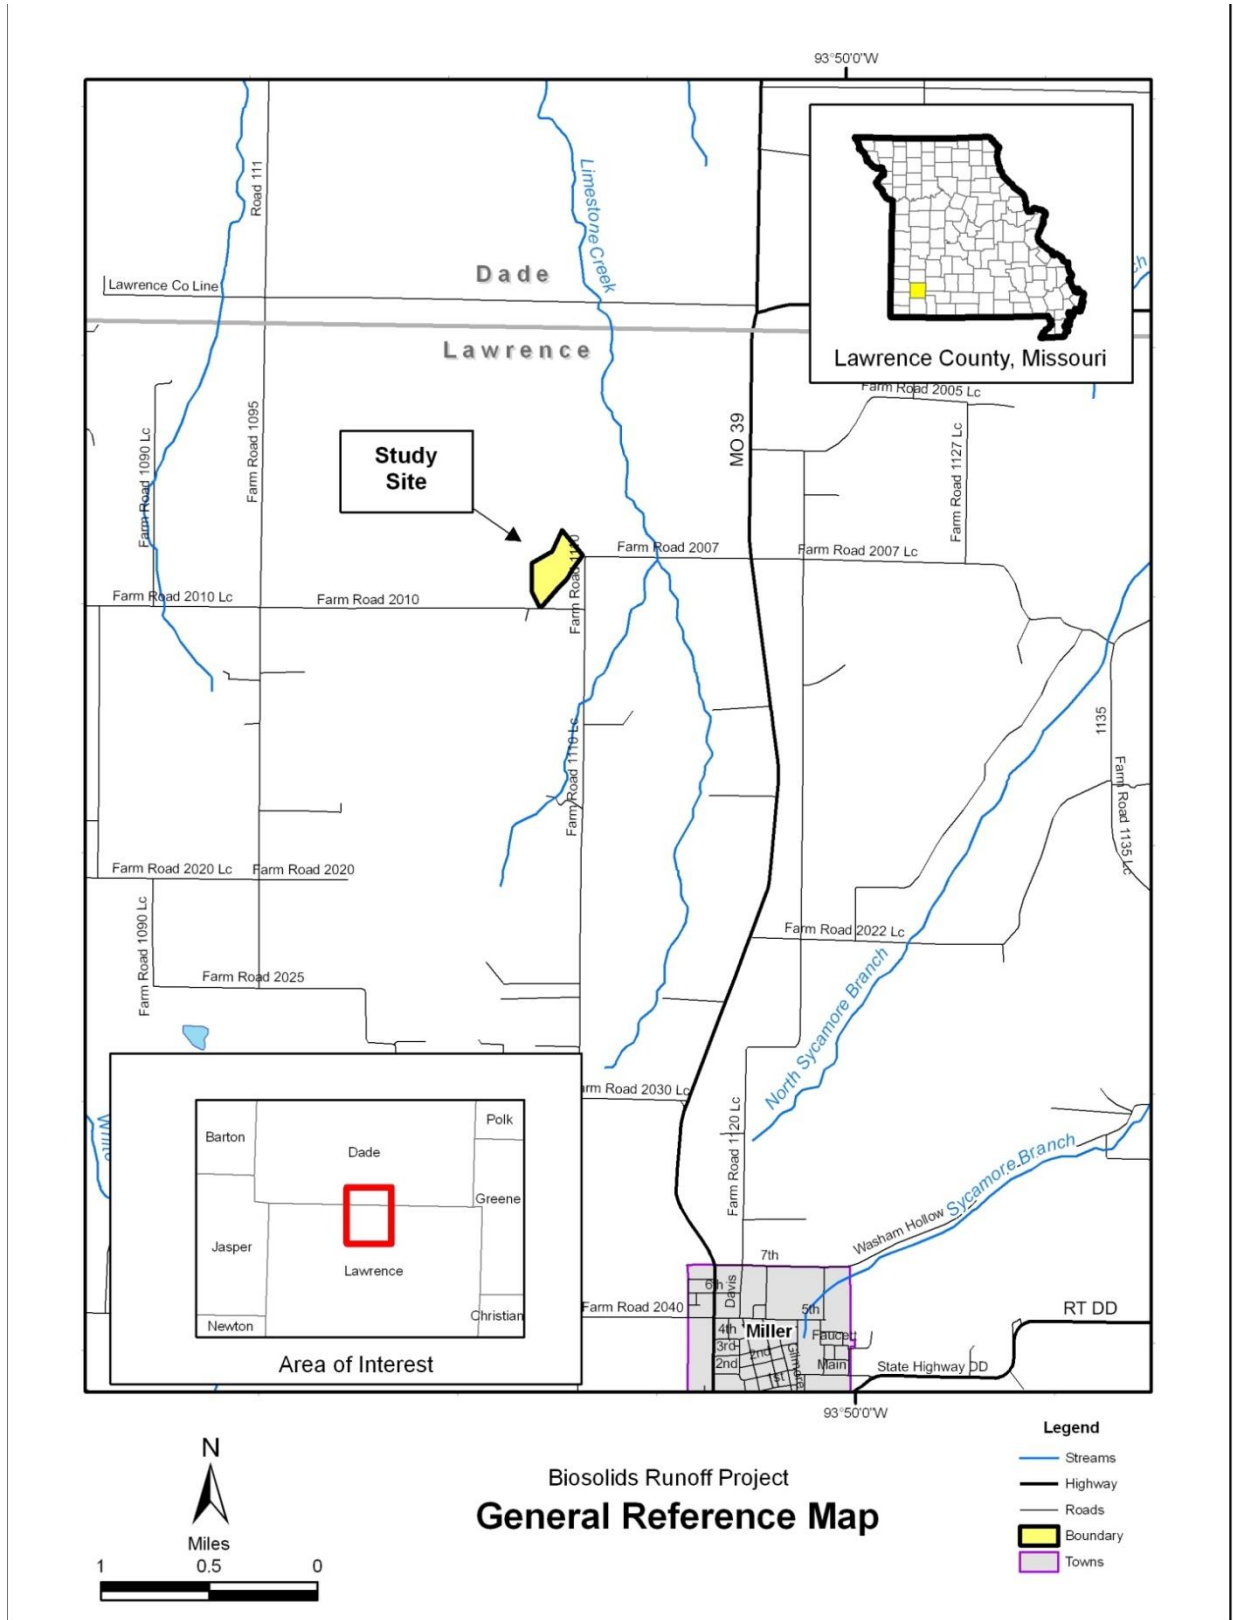 93°50'0"W
Road 111
Limestone Creek
Dade
Lawrence Co Line
Lawrence
Lawrence County, Missouri
Farm Road 2005 Lc
MO 39
Farm Road 1127 Lc
Farm Road 1090 Lc
Farm Road 1095
Study
Site
Farm Road 2007
Farm Road 2007 Lc
Farm Road 2010 Lc
Farm Road 2010
Farm Road 1110 Lc
1135
Farm Road 1135 Lc
Farm Road 2020 Lc
Farm Road 2020
Farm Road 1090 Lc
Farm Road 2022 Lc
Farm Road 2025
North Sycamore Branch
Farm Road 1120 Lc
Sycamore Branch
Washam Hollow
Barton
Dade
Polk
Greene
Jasper
Lawrence
Christian
Newton
Area of Interest
7th
6th
Davis
Farm Road 2040
5th
4th
Miller
Faucett
3rd
2nd
2nd
Gilmore
Main
1st
RT DD
State Highway DD
93°50'0"W
N
Miles
1 0.5 0
Biosolids Runoff Project
General Reference Map
Legend
Streams
Highway
Roads
Boundary
Towns